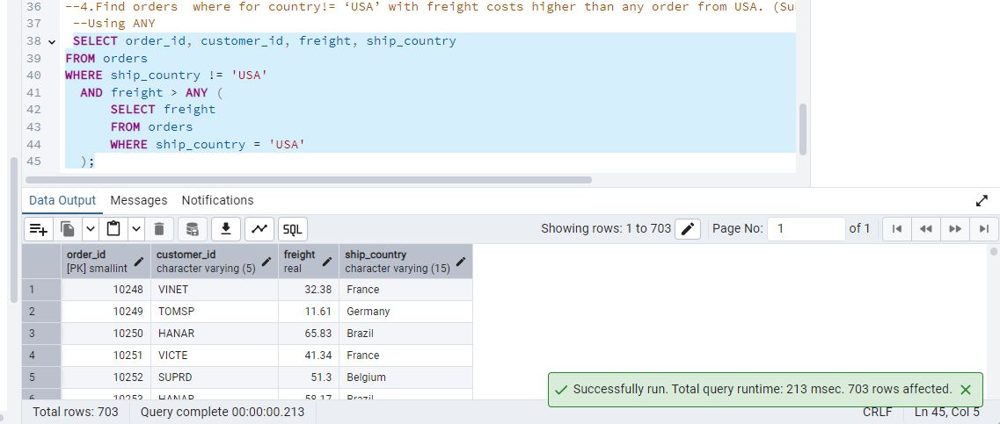 36 --4.Find orders  where for country!= ‘USA’ with freight costs higher than any order from USA. (Su
37 --Using ANY
38 SELECT order_id, customer_id, freight, ship_country
39 FROM orders
40 WHERE ship_country != 'USA'
41 AND freight > ANY (
42 SELECT freight
43 FROM orders
44 WHERE ship_country = 'USA'
45 );
Data Output Messages Notifications
SQL Showing rows: 1 to 703 Page No: 1 of 1
order_id customer_id freight ship_country
[PK] smallint character varying (5) real character varying (15)
1 10248 VINET 32.38 France
2 10249 TOMSP 11.61 Germany
3 10250 HANAR 65.83 Brazil
4 10251 VICTE 41.34 France
5 10252 SUPRD 51.3 Belgium
6 10253 HANAR 58.17 Brazil
Successfully run. Total query runtime: 213 msec. 703 rows affected.
Total rows: 703 Query complete 00:00:00.213 CRLF Ln 45, Col 5